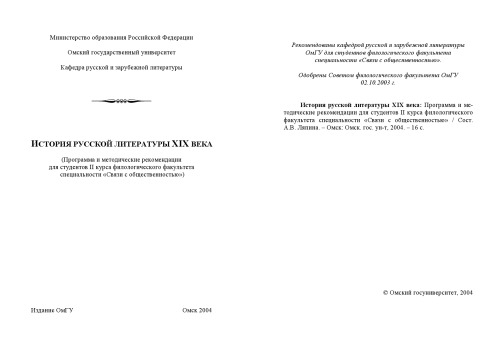 Министерство образования Российской Федерации
Омский государственный университет
Кафедра русской и зарубежной литературы
ИСТОРИЯ РУССКОЙ ЛИТЕРАТУРЫ XIX ВЕКА
(Программа и методические рекомендации
для студентов II курса филологического факультета
специальности «Связи с общественностью»)
Издание ОмГУ
Омск 2004
Рекомендованы кафедрой русской и зарубежной литературы
ОмГУ для студентов филологического факультета
специальности «Связи с общественностью».
Одобрены Советом филологического факультета ОмГУ
02.10.2003 г.
История русской литературы XIX века: Программа и ме-
тодические рекомендации для студентов II курса филологического
факультета специальности «Связи с общественностью» / Сост.
А.В. Ляпина. – Омск: Омск. гос. ун-т, 2004. – 16 с.
© Омский госуниверситет, 2004